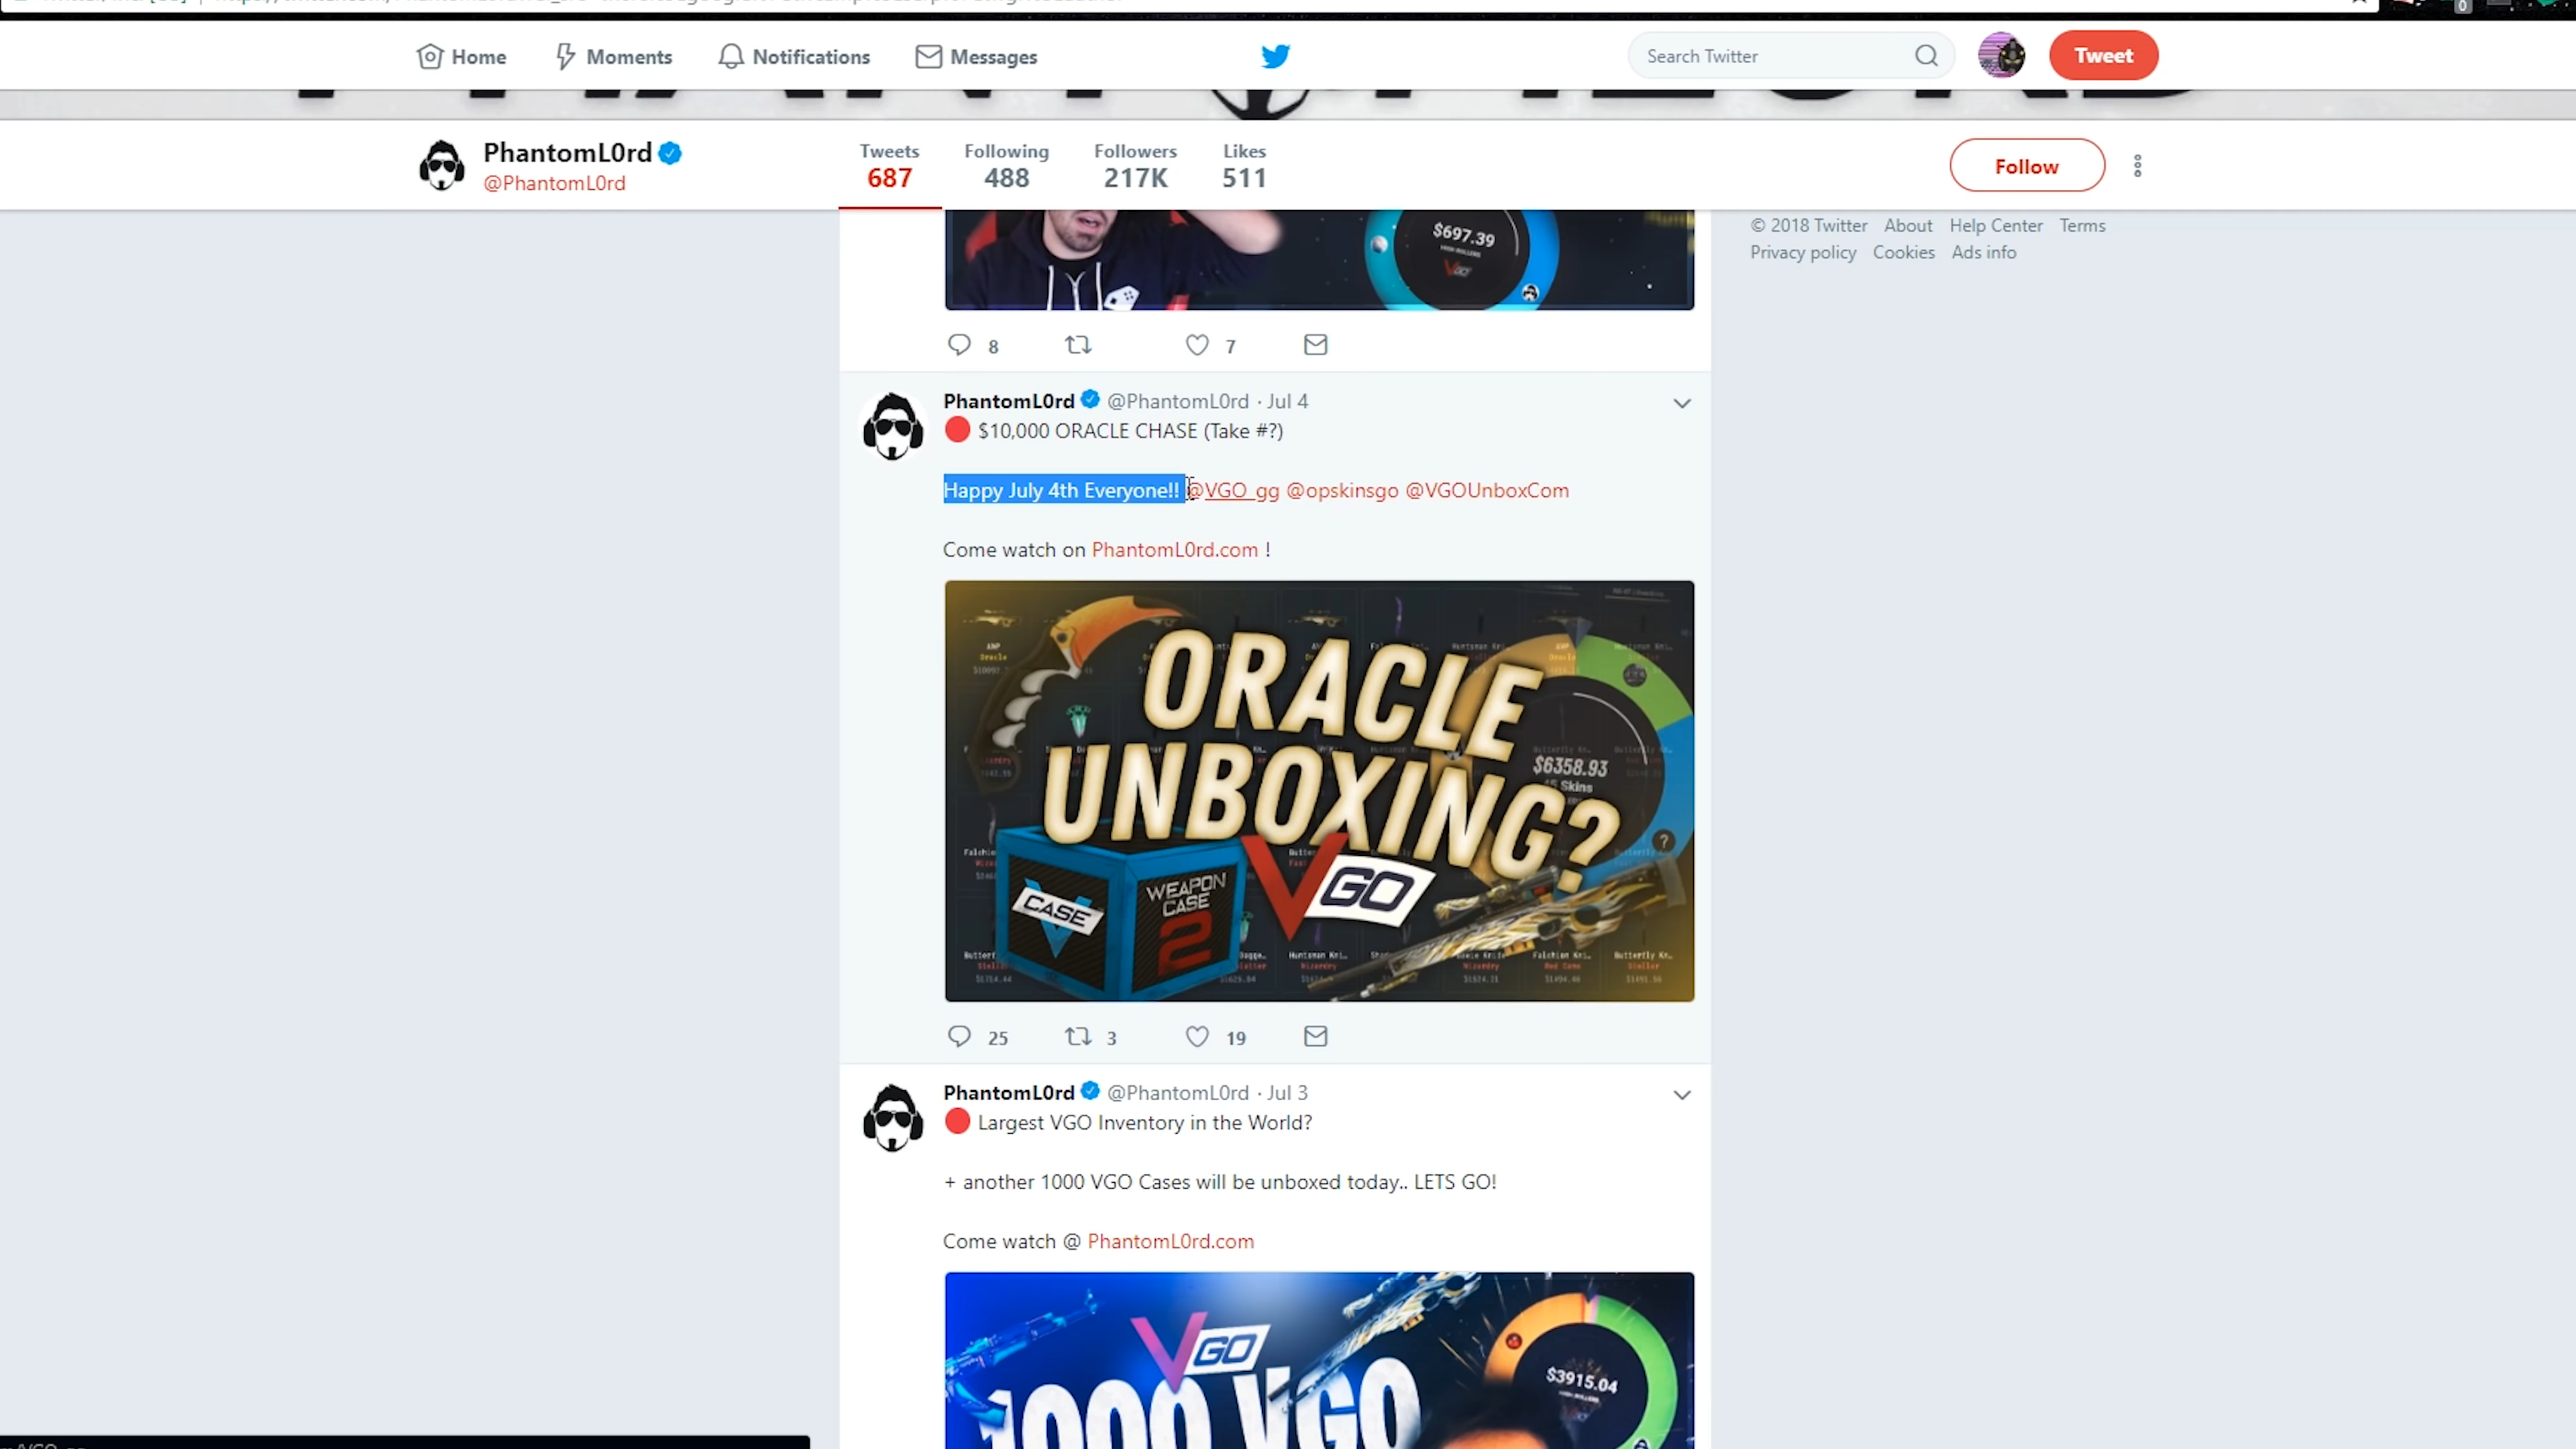 Home Moments Notifications Messages Search Twitter Tweet
PhantomL0rd
@PhantomL0rd
Tweets Following Followers Likes
687 488 217K 511
Follow
© 2018 Twitter About Help Center Terms
Privacy policy Cookies Ads info
$697.39
VGO
8 7
PhantomL0rd @PhantomL0rd · Jul 4
$10,000 ORACLE CHASE (Take #?)
Happy July 4th Everyone!! @VGO_gg @opskinsgo @VGOUnboxCom
Come watch on PhantomL0rd.com !
ORACLE
UNBOXING?
$6358.93
Skins
CASE
WEAPON
CASE
2
VGO
25 3 19
PhantomL0rd @PhantomL0rd · Jul 3
Largest VGO Inventory in the World?
+ another 1000 VGO Cases will be unboxed today.. LETS GO!
Come watch @ PhantomL0rd.com
VGO
1000 VGO
$3915.04